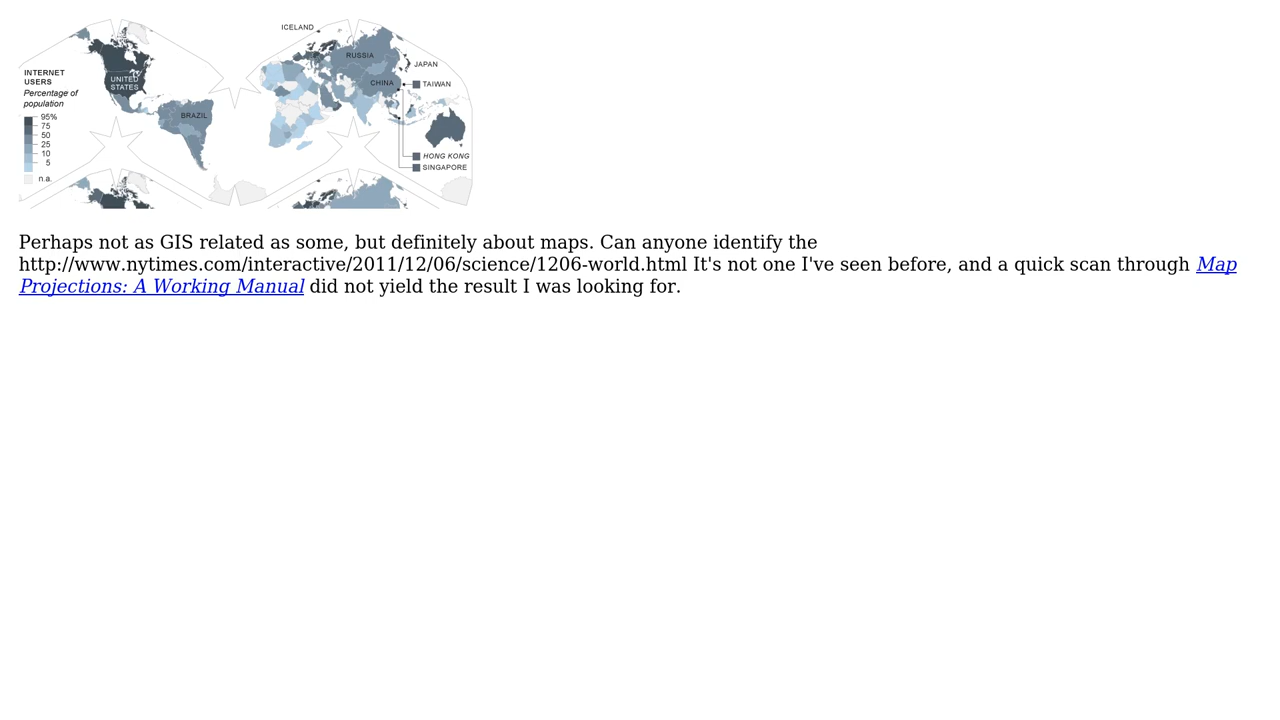 ICELAND
RUSSIA
JAPAN
INTERNET
USERS
Percentage of
population
UNITED
STATES
CHINA
TAIWAN
BRAZIL
95%
75
50
25
10
5
n.a.
HONG KONG
SINGAPORE
Perhaps not as GIS related as some, but definitely about maps. Can anyone identify the
http://www.nytimes.com/interactive/2011/12/06/science/1206-world.html It's not one I've seen before, and a quick scan through Map
Projections: A Working Manual did not yield the result I was looking for.